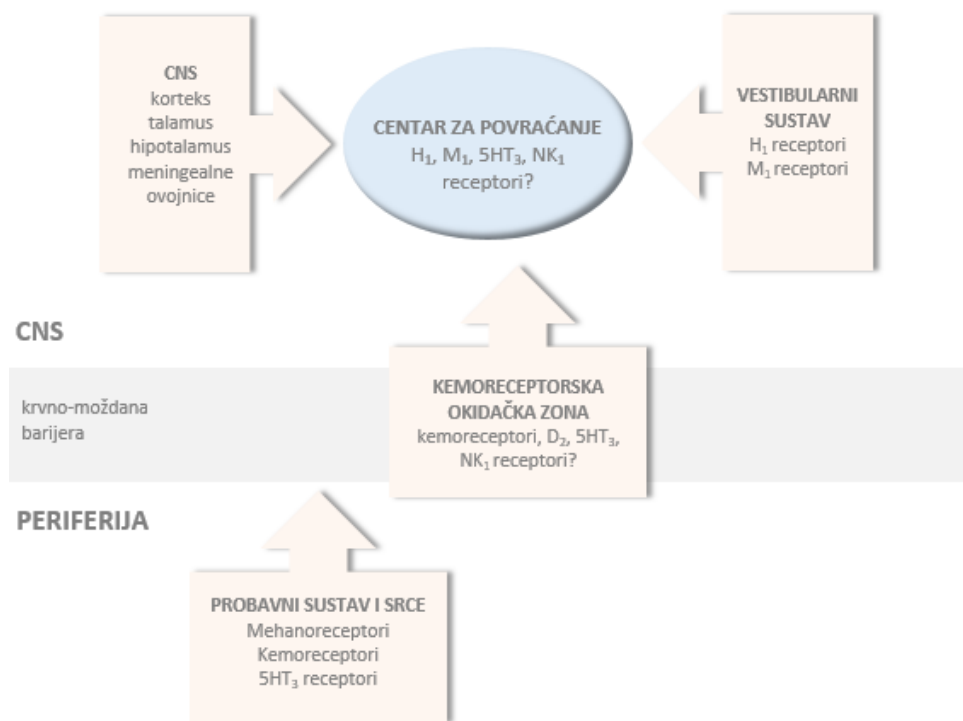 CNS
korteks
talamus
hipotalamus
meningealne
ovojnice
CENTAR ZA POVRAĆANJE
H₁, M₁, 5HT₃, NK₁
receptori?
VESTIBULARNI
SUSTAV
H₁ receptori
M₁ receptori
CNS
krvno-moždana
barijera
KEMORECEPTORSKA
OKIDAČKA ZONA
kemoreceptori, D₂, 5HT₃,
NK₁ receptori?
PERIFERIJA
PROBAVNI SUSTAV I SRCE
Mehanoreceptori
Kemoreceptori
5HT₃ receptori